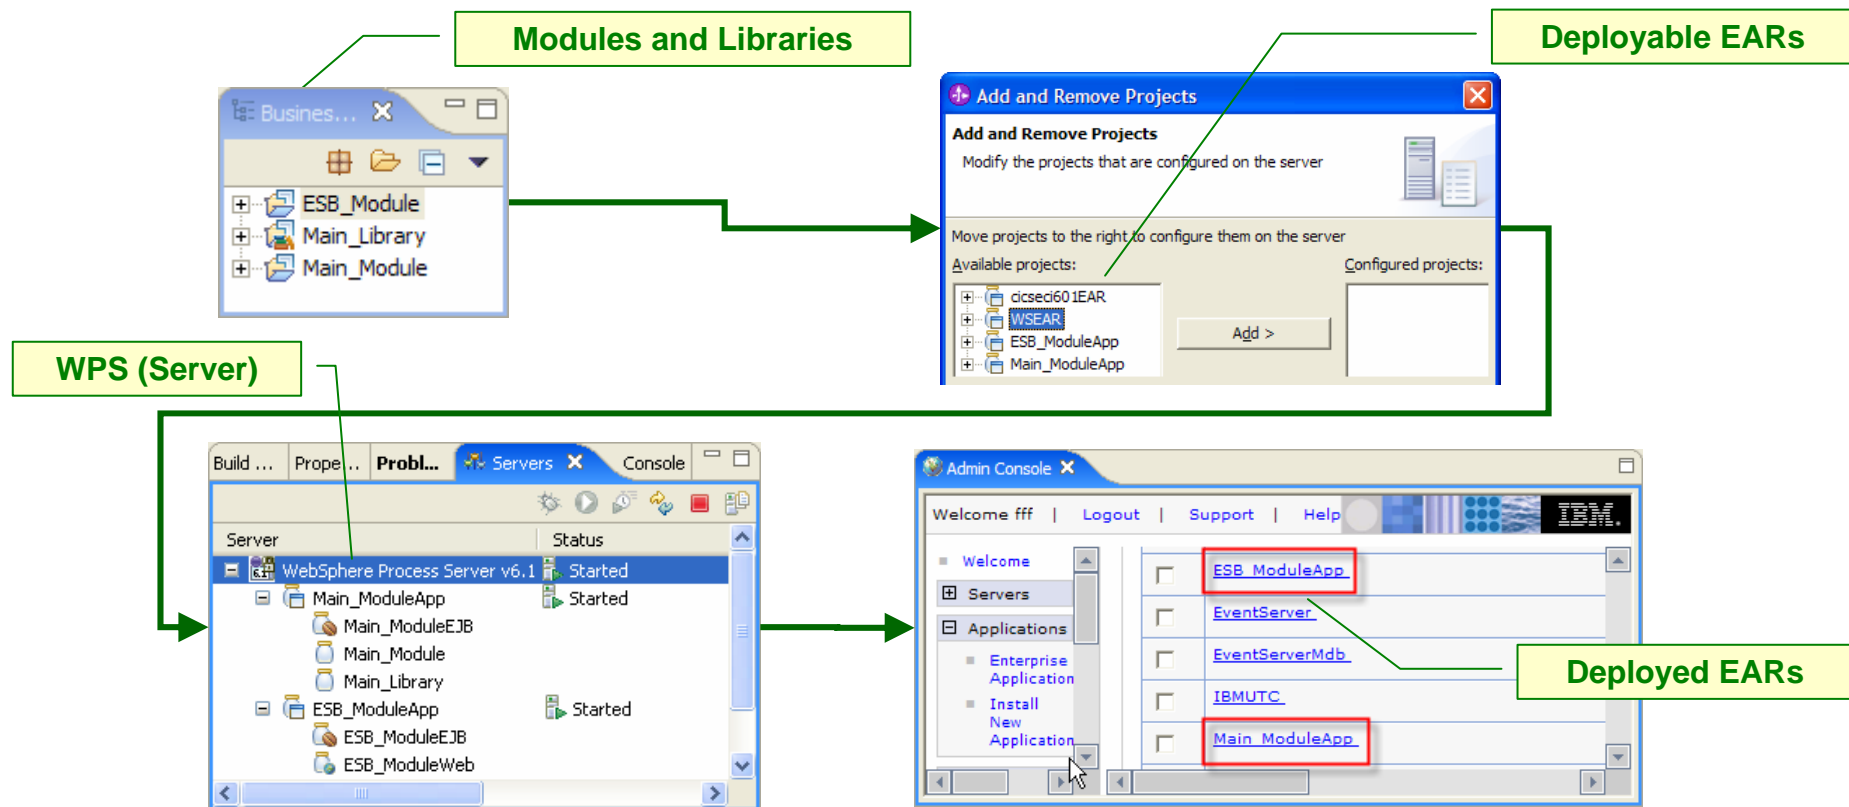 Modules and Libraries
Deployable EARs
Busines...
ESB_Module
Main_Library
Main_Module
Add and Remove Projects
Add and Remove Projects
Modify the projects that are configured on the server
Move projects to the right to configure them on the server
Available projects:
Configured projects:
cicseci601EAR
WSEAR
ESB_ModuleApp
Main_ModuleApp
Add >
WPS (Server)
Build ... Prope... Probl... Servers Console
Server Status
WebSphere Process Server v6.1 Started
Main_ModuleApp Started
Main_ModuleEJB
Main_Module
Main_Library
ESB_ModuleApp Started
ESB_ModuleEJB
ESB_ModuleWeb
Admin Console
Welcome fff | Logout | Support | Help IBM.
Welcome
Servers
Applications
Enterprise
Application
Install
New
Application
ESB_ModuleApp
EventServer
EventServerMdb
IBMUTC
Main_ModuleApp
Deployed EARs